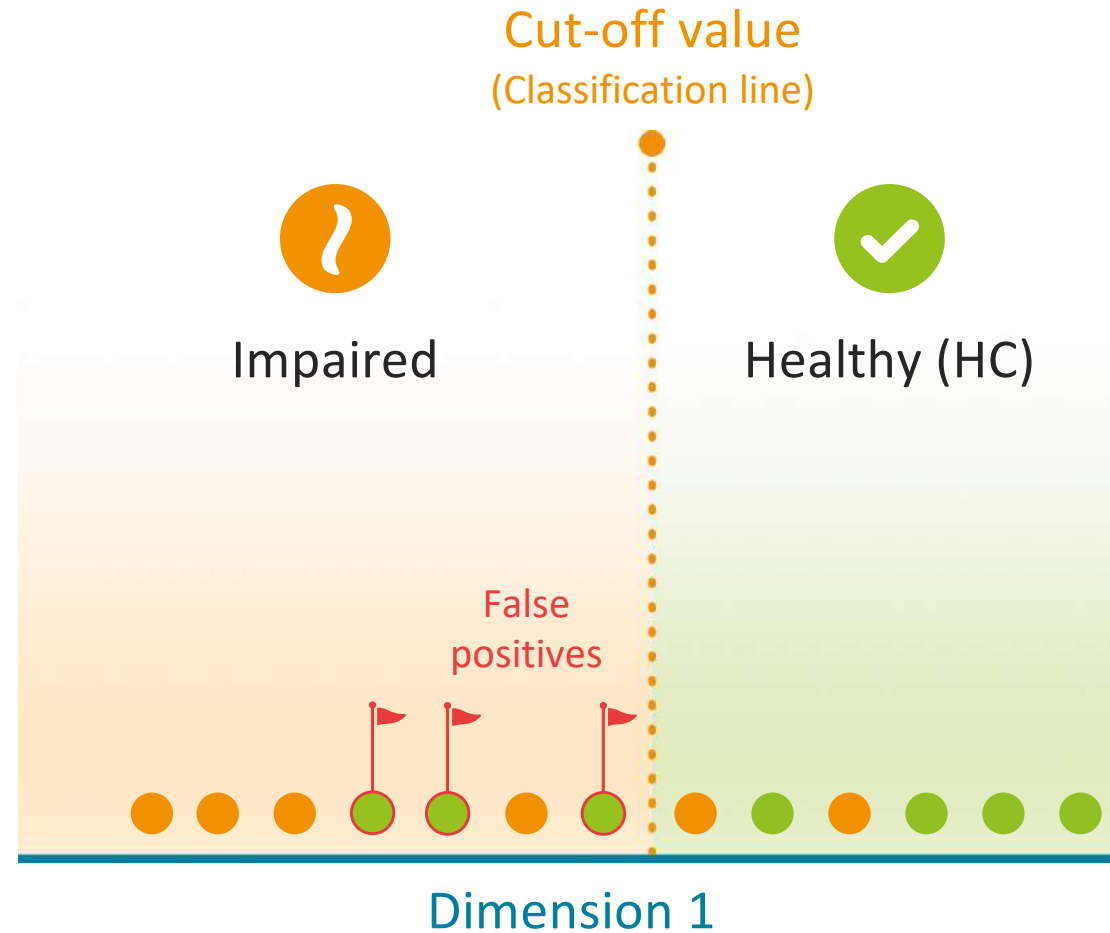 Cut-off value
(Classification line)
Impaired
Healthy (HC)
False
positives
Dimension 1